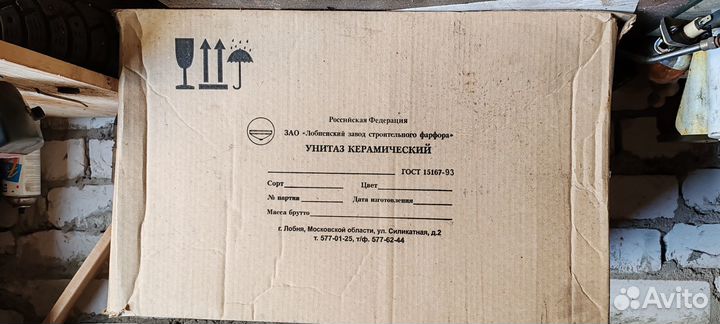 Российская Федерация
ЗАО «Лобненский завод строительного фарфора»
УНИТАЗ КЕРАМИЧЕСКИЙ
ГОСТ 15167-93
Сорт Цвет
№ партии Дата изготовления
Масса брутто
г. Лобня, Московской области, ул. Силикатная, д.2
т. 577-01-25, т/ф. 577-62-44
Avito